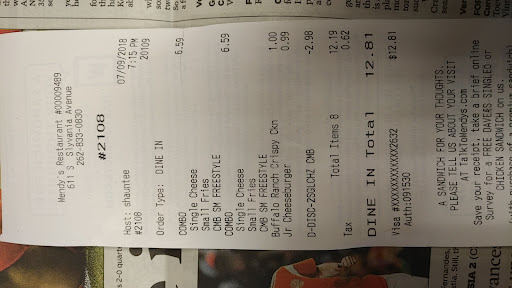 Wendy's Restaurant #00009489
611 S Slyvania Avenue
262-833-0830
#2108
Host: shauntee 07/09/2018
#2108 7:15 PM
20109
Order Type: DINE IN
COMBO 6.59
Single Cheese
Small Fries
CMB SM FREESTYLE
COMBO 6.59
Single Cheese
Small Fries
CMB SM FREESTYLE
Buffalo Ranch Crispy Ckn 1.00
Jr Cheeseburger 0.99
D-DISC-2SGLCHZ CMB -2.98
Total Items 8 12.19
Tax 0.62
DINE IN Total 12.81
Visa #XXXXXXXXXXXX2632 $12.81
Auth:091530
A SANDWICH FOR YOUR THOUGHTS.
PLEASE TELL US ABOUT YOUR VISIT
AT TalkToWendys.com
Save your receipt, take a brief online
Survey for a FREE DAVE&S SINGLE® or
CHICKEN SANDWICH on us.